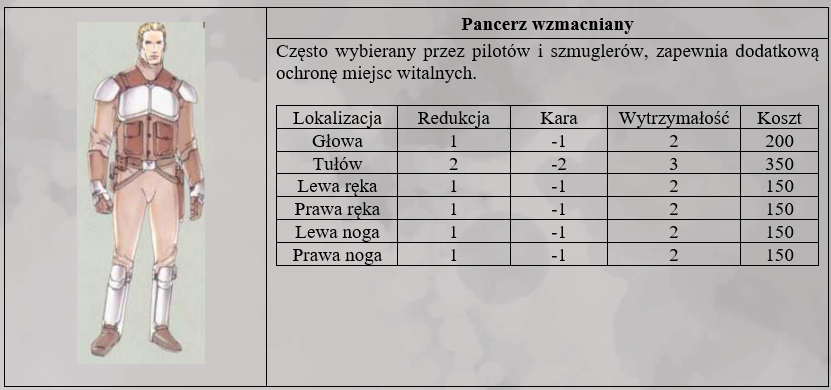 Pancerz wzmacniany
Często wybierany przez pilotów i szmuglerów, zapewnia dodatkową
ochronę miejsc witalnych.
Lokalizacja Redukcja Kara Wytrzymałość Koszt
Głowa 1 -1 2 200
Tułów 2 -2 3 350
Lewa ręka 1 -1 2 150
Prawa ręka 1 -1 2 150
Lewa noga 1 -1 2 150
Prawa noga 1 -1 2 150